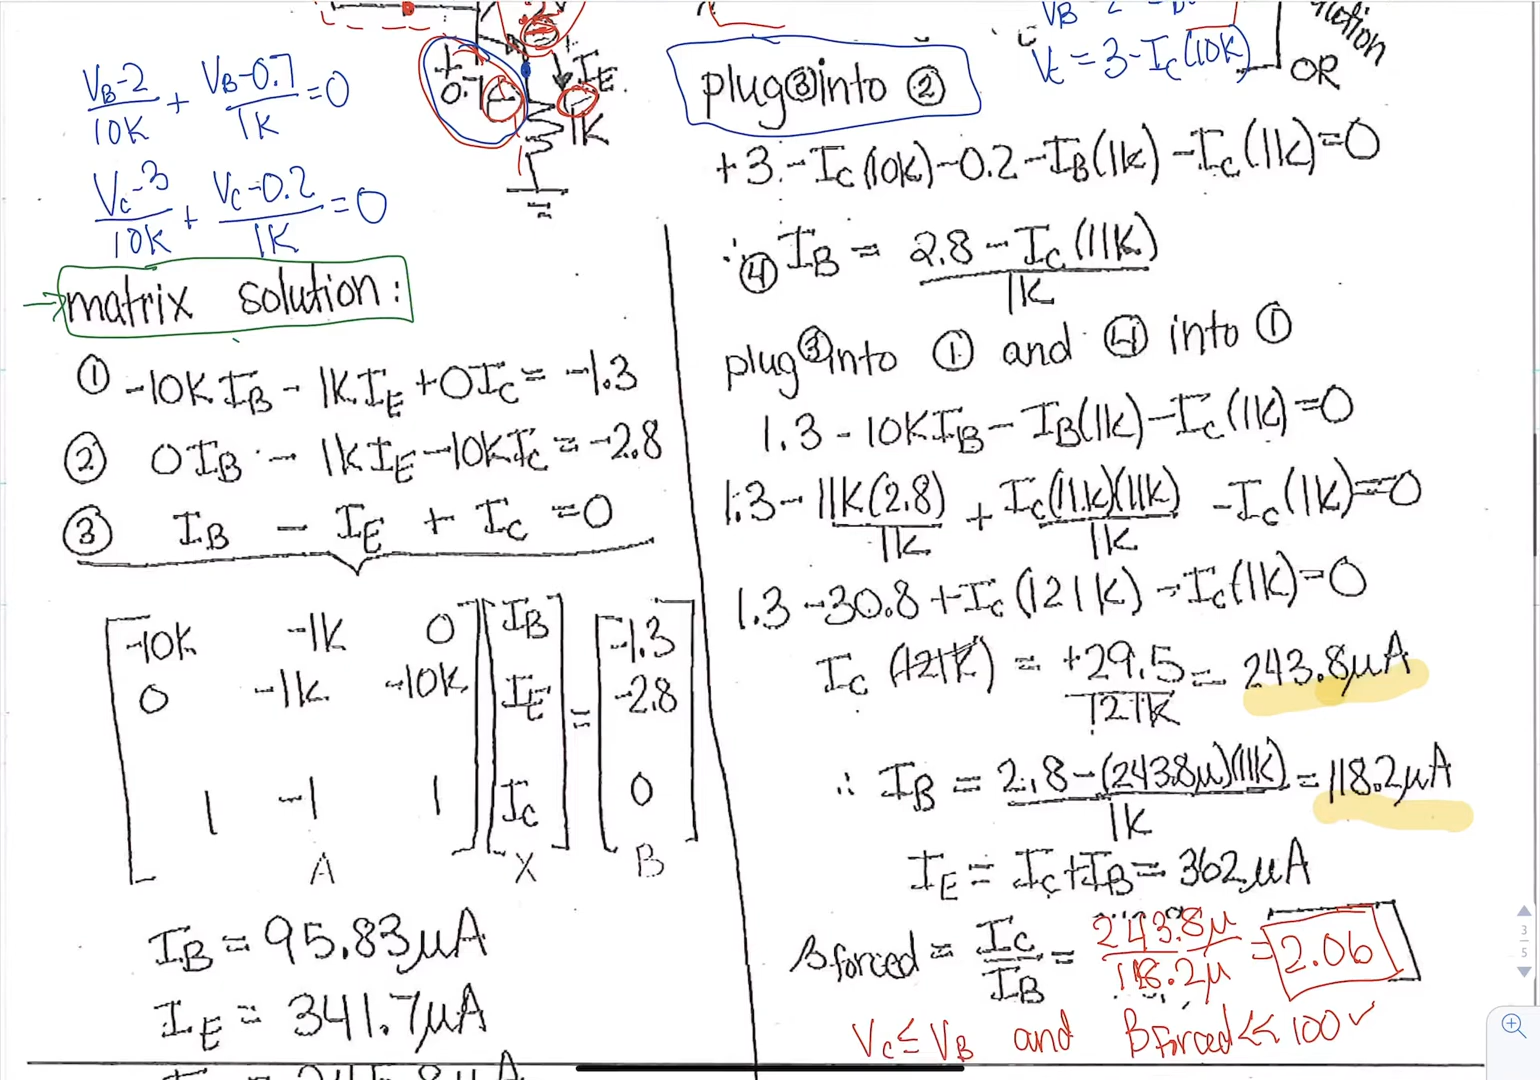 V_B-2/10K + V_B-0.7/1K = 0
V_C-3/10K + V_C-0.2/1K = 0
+
0.7
-
I_E
1K
→ matrix solution:
① -10K I_B - 1K I_E + 0 I_C = -1.3
② 0 I_B - 1K I_E - 10K I_C = -2.8
③ I_B - I_E + I_C = 0
-10K -1K 0 I_B -1.3
0 -1K -10K I_E = -2.8
1 -1 1 I_C 0
A X B
I_B = 95.83μA
I_E = 341.7μA
V_C = 3 - I_C(10K)
OR
plug ③ into ②
+3 - I_C(10K) - 0.2 - I_B(1K) - I_C(1K) = 0
∴ ④ I_B = 2.8 - I_C(11K) / 1K
plug ③ into ① and ④ into ①
1.3 - 10K I_B - I_B(1K) - I_C(1K) = 0
1.3 - 11K(2.8)/1K + I_C(11K)(11K)/1K - I_C(1K) = 0
1.3 - 30.8 + I_C(121K) - I_C(1K) = 0
I_C(121K) = +29.5/121K = 243.8μA
∴ I_B = 2.8 - (243.8μ)(11K) / 1K = 118.2μA
I_E = I_C + I_B = 362μA
βforced = I_C/I_B = 243.8μ/118.2μ = 2.06
V_C ≤ V_B and βforced << 100 ✓
3
5